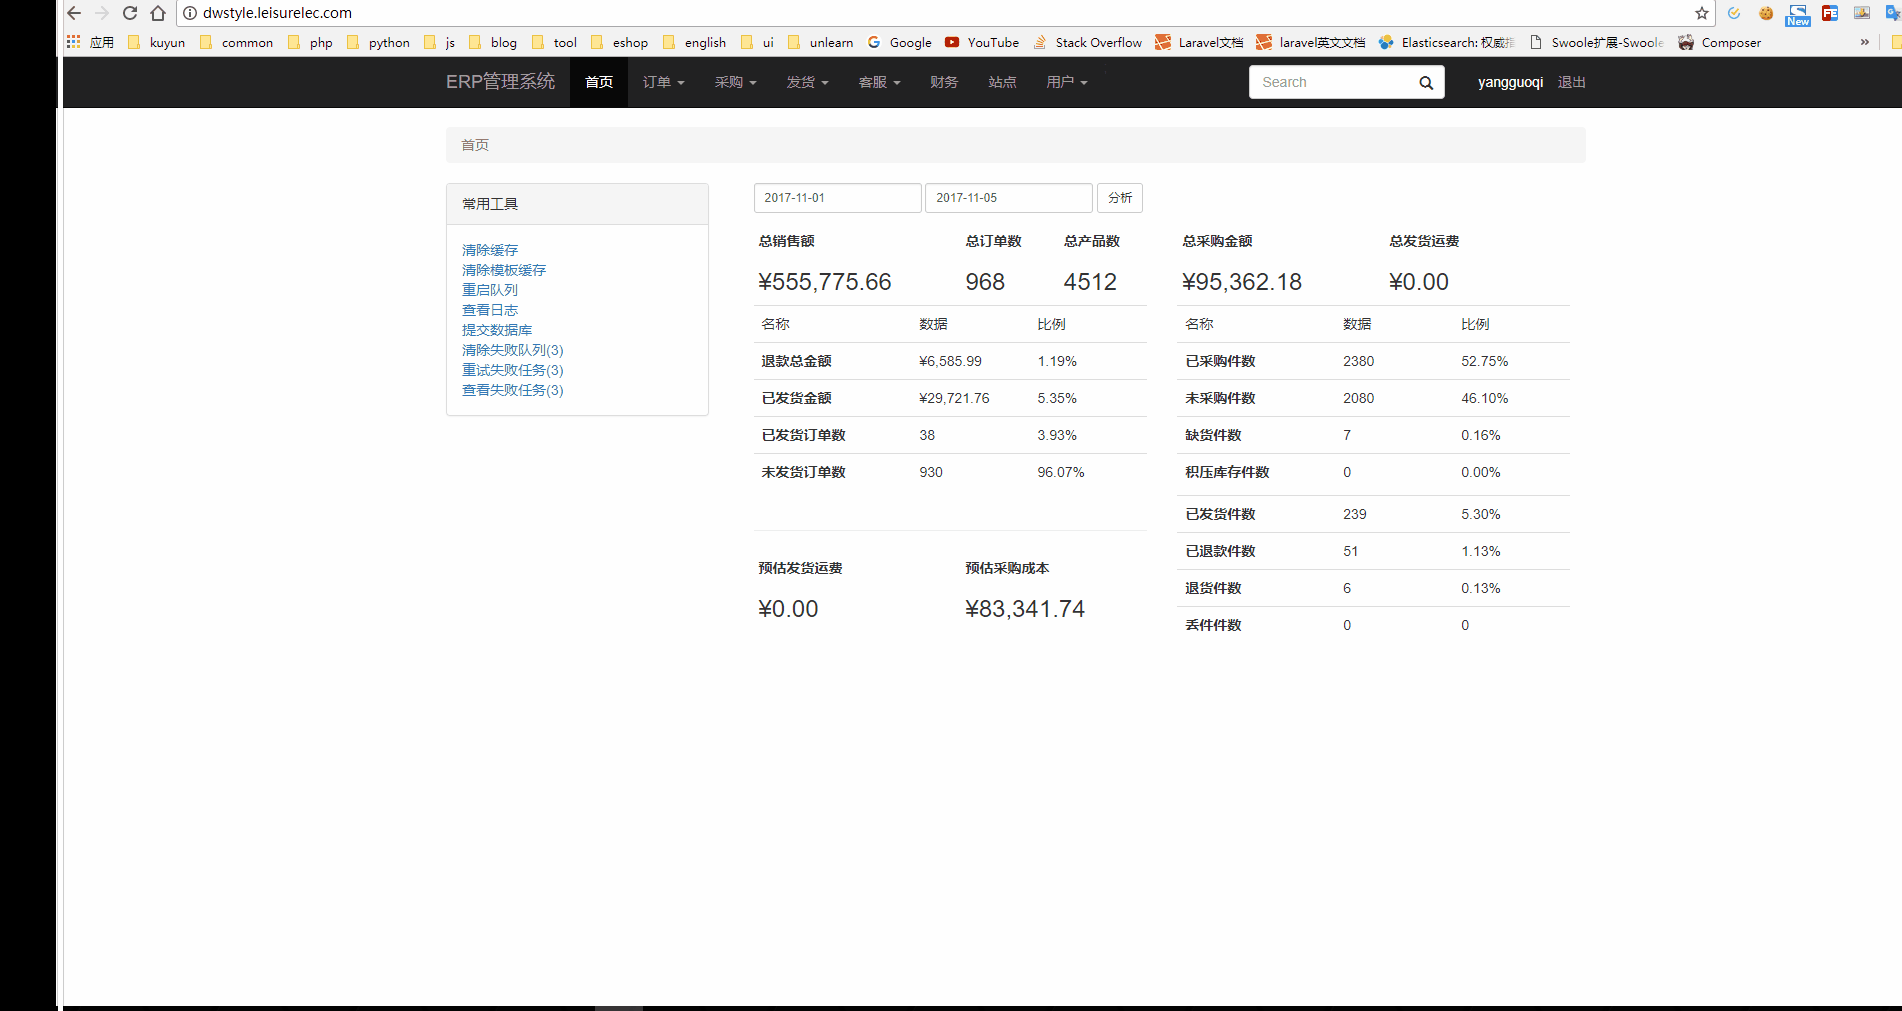 dwstyle.leisurelec.com
New
应用 kuyun common php python js blog tool eshop english ui unlearn Google YouTube Stack Overflow Laravel文档 laravel英文文档 Elasticsearch: 权威指 Swoole扩展-Swoole Composer »
ERP管理系统 首页 订单 采购 发货 客服 财务 站点 用户 Search yangguoqi 退出
首页
常用工具
清除缓存
清除模板缓存
重启队列
查看日志
提交数据库
清除失败队列(3)
重试失败任务(3)
查看失败任务(3)
2017-11-01 2017-11-05 分析
总销售额 总订单数 总产品数
¥555,775.66 968 4512
名称 数据 比例
退款总金额 ¥6,585.99 1.19%
已发货金额 ¥29,721.76 5.35%
已发货订单数 38 3.93%
未发货订单数 930 96.07%
预估发货运费 预估采购成本
¥0.00 ¥83,341.74
总采购金额 总发货运费
¥95,362.18 ¥0.00
名称 数据 比例
已采购件数 2380 52.75%
未采购件数 2080 46.10%
缺货件数 7 0.16%
积压库存件数 0 0.00%
已发货件数 239 5.30%
已退款件数 51 1.13%
退货件数 6 0.13%
丢件件数 0 0